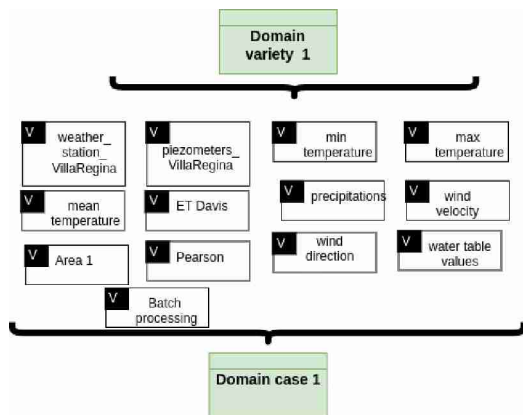 Domain
variety 1
V
weather_
station_
VillaRegina
V
piezometers_
VillaRegina
V
min
temperature
V
max
temperature
V
mean
temperature
V
ET Davis
V
precipitations
V
wind
velocity
V
Area 1
V
Pearson
V
wind
direction
V
water table
values
V
Batch
processing
Domain case 1